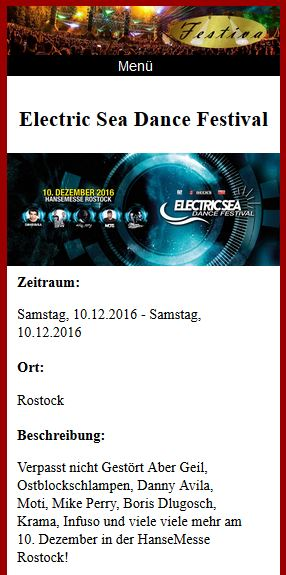 Festiva
Menü
Electric Sea Dance Festival
10. DEZEMBER 2016
HANSEMESSE ROSTOCK
ELECTRICSEA
DANCE FESTIVAL
Zeitraum:
Samstag, 10.12.2016 - Samstag,
10.12.2016
Ort:
Rostock
Beschreibung:
Verpasst nicht Gestört Aber Geil,
Ostblockschlampen, Danny Avila,
Moti, Mike Perry, Boris Dlugosch,
Krama, Infuso und viele viele mehr am
10. Dezember in der HanseMesse
Rostock!